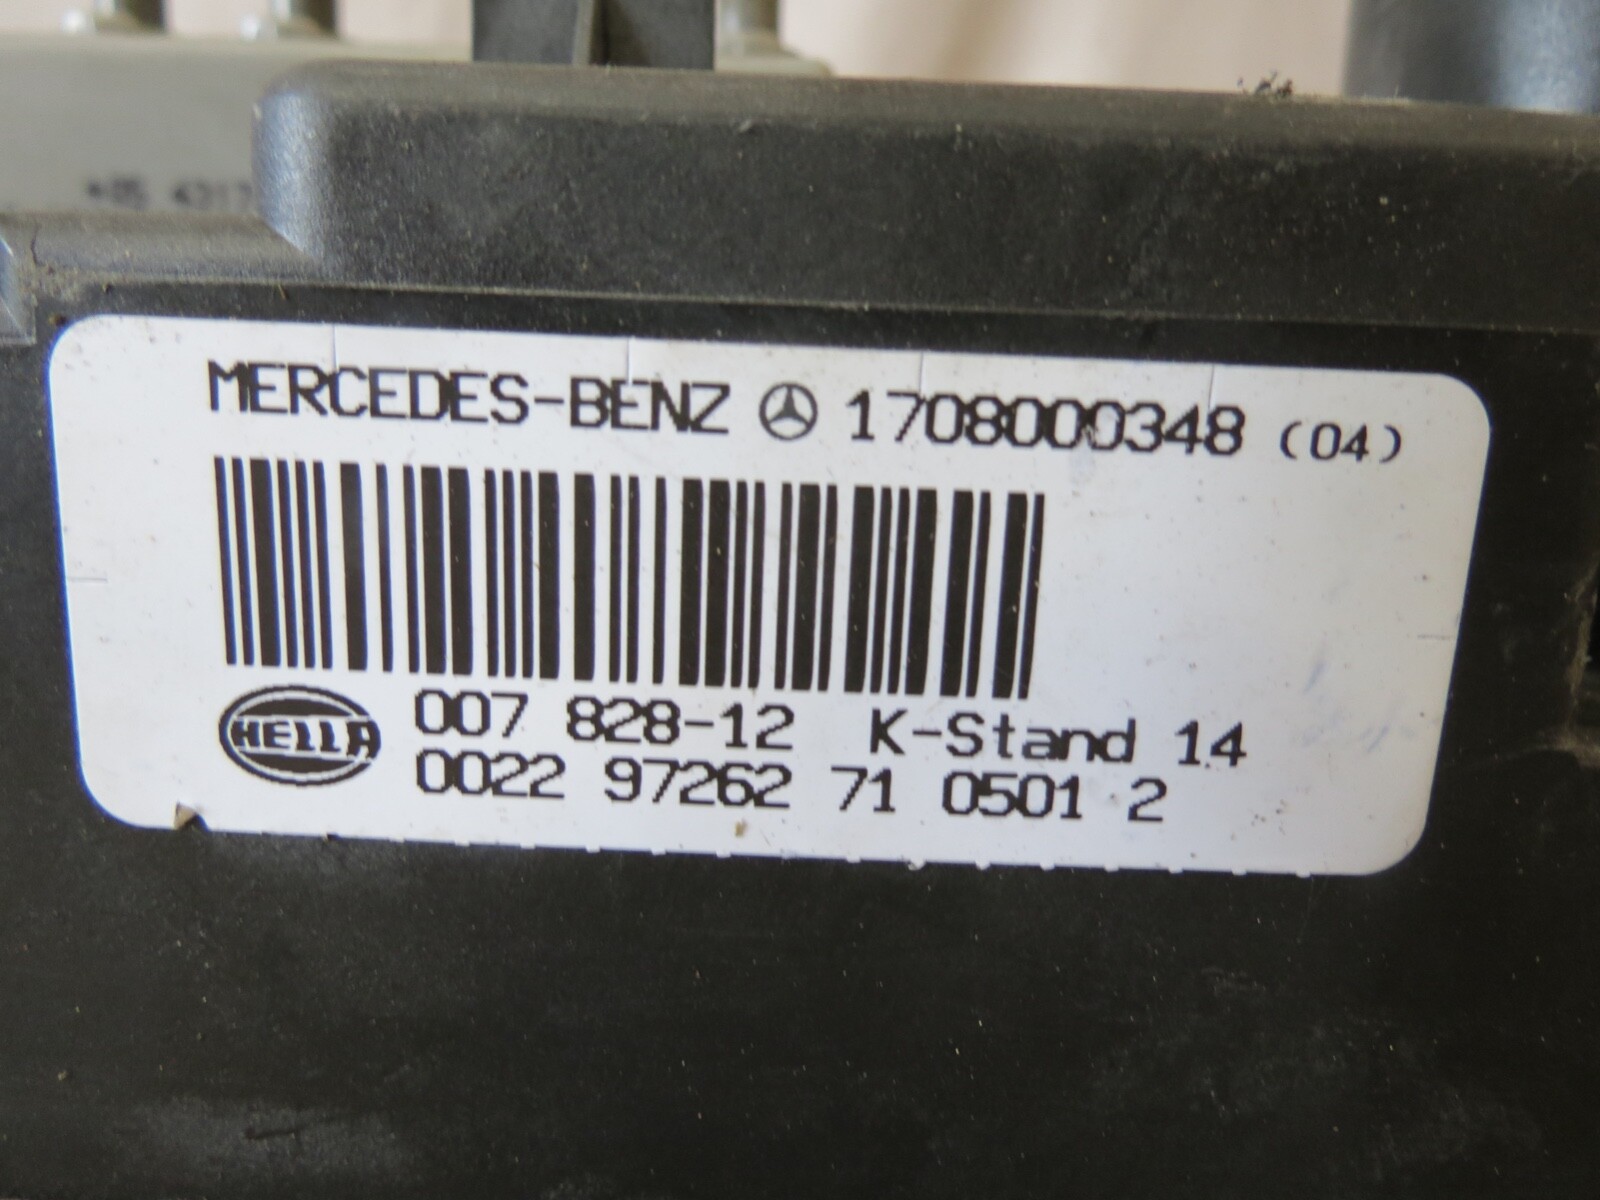 MERCEDES-BENZ 1708000348 (04)
HELLA 007 828-12 K-Stand 14
0022 97262 71 0501 2